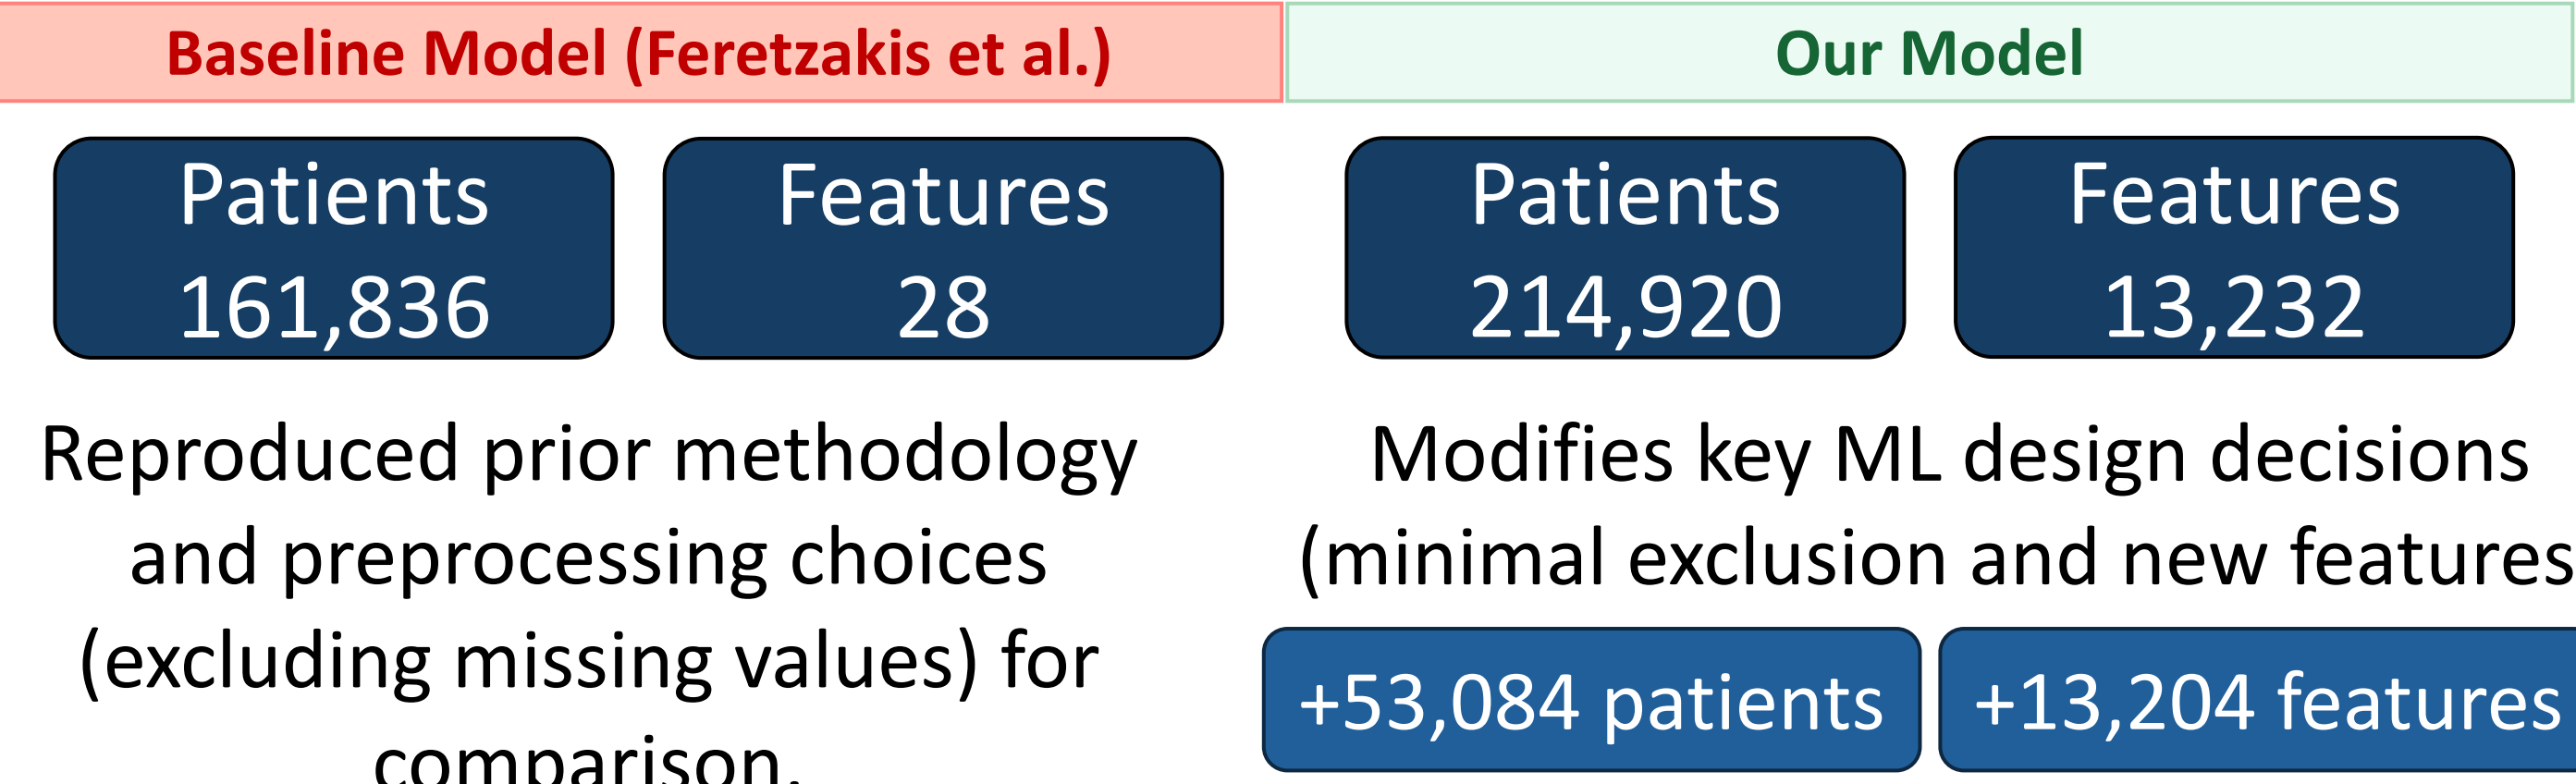 Baseline Model (Feretzakis et al.)
Patients
161,836
Features
28
Reproduced prior methodology
and preprocessing choices
(excluding missing values) for
comparison.
Our Model
Patients
214,920
Features
13,232
Modifies key ML design decisions
(minimal exclusion and new features
+53,084 patients
+13,204 features